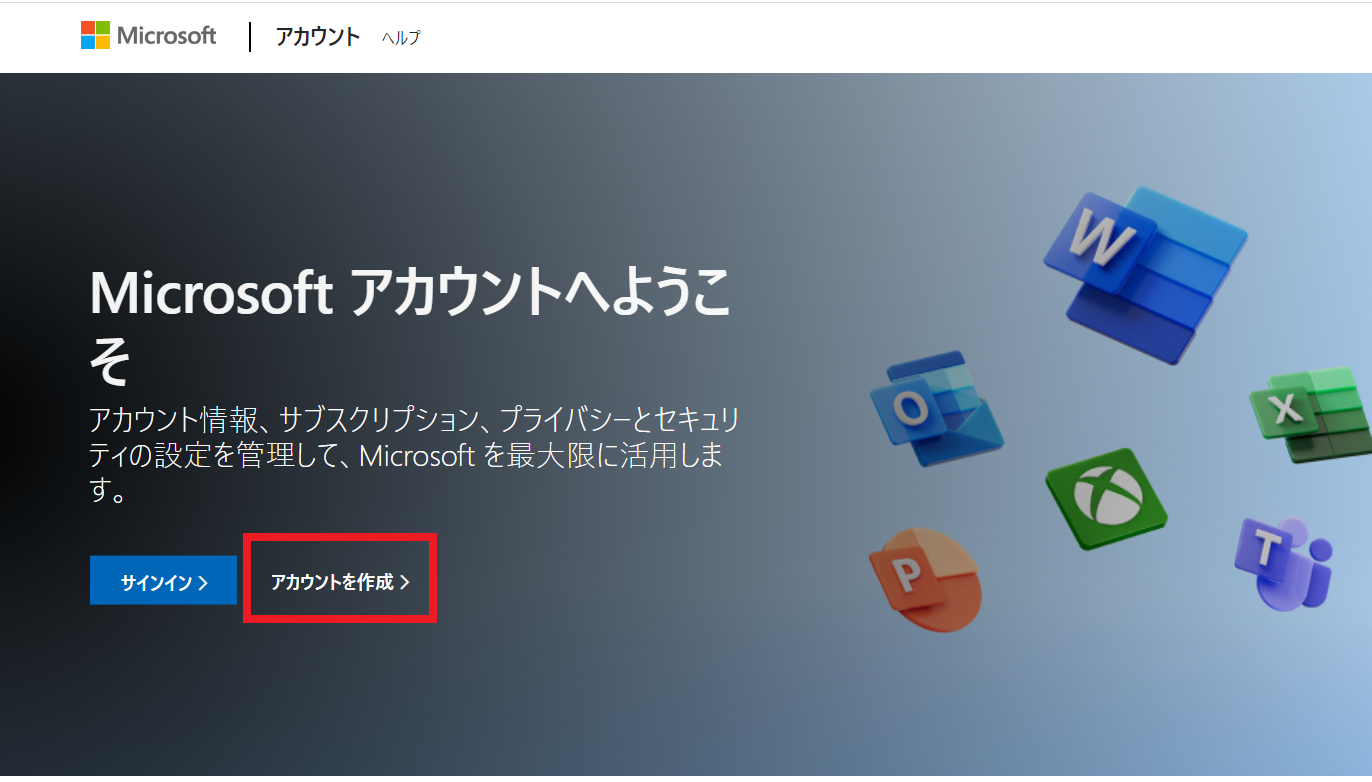 Microsoft アカウント ヘルプ
Microsoft アカウントへようこ
そ
アカウント情報、サブスクリプション、プライバシーとセキュリ
ティの設定を管理して、Microsoft を最大限に活用しま
す。
サインイン > アカウントを作成 >
W
O
X
P
T